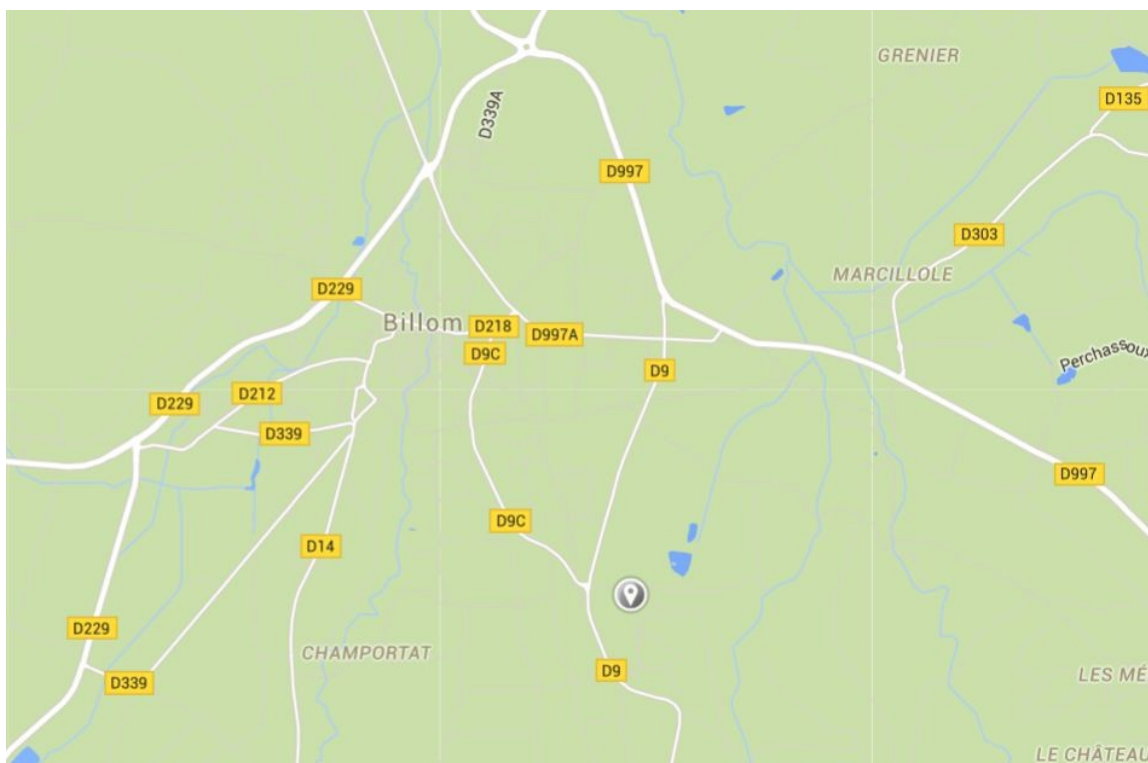 GRENIER
D135
D339A
D997
D303
MARCILLOLE
D229
Billom
D218
D997A
D9C
D9
Perchassoux
D212
D229
D339
D997
D9C
D14
D229
CHAMPORTAT
D9
D339
LES MÉ
LE CHÂTEAU